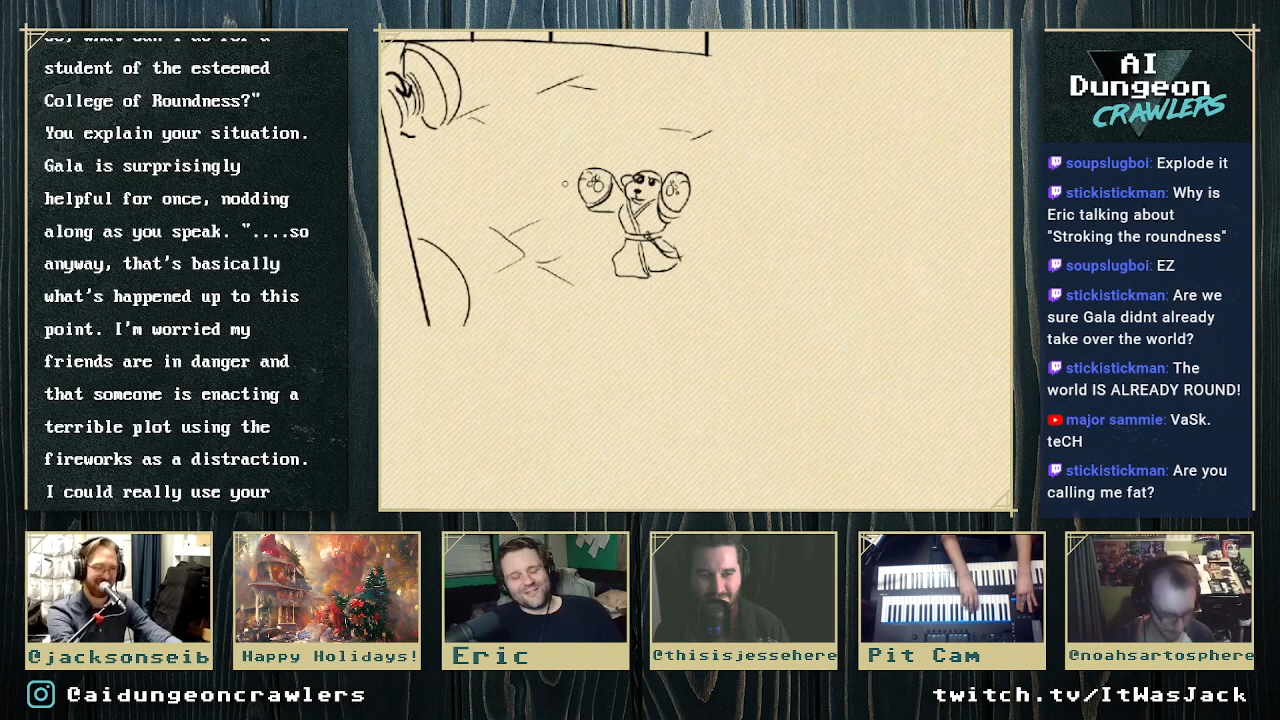 So, what can I do for a
student of the esteemed
College of Roundness?"
You explain your situation.
Gala is surprisingly
helpful for once, nodding
along as you speak. "....so
anyway, that's basically
what's happened up to this
point. I'm worried my
friends are in danger and
that someone is enacting a
terrible plot using the
fireworks as a distraction.
I could really use your
AI
Dungeon
CRAWLERS
soupslugboi: Explode it
stickistickman: Why is
Eric talking about
"Stroking the roundness"
soupslugboi: EZ
stickistickman: Are we
sure Gala didnt already
take over the world?
stickistickman: The
world IS ALREADY ROUND!
major sammie: VaSk.
teCH
stickistickman: Are you
calling me fat?
@jacksonseib
Happy Holidays!
Eric
@thisisjessehere
Pit Cam
@noahsartosphere
@aidungeoncrawlers
twitch.tv/ItWasJack